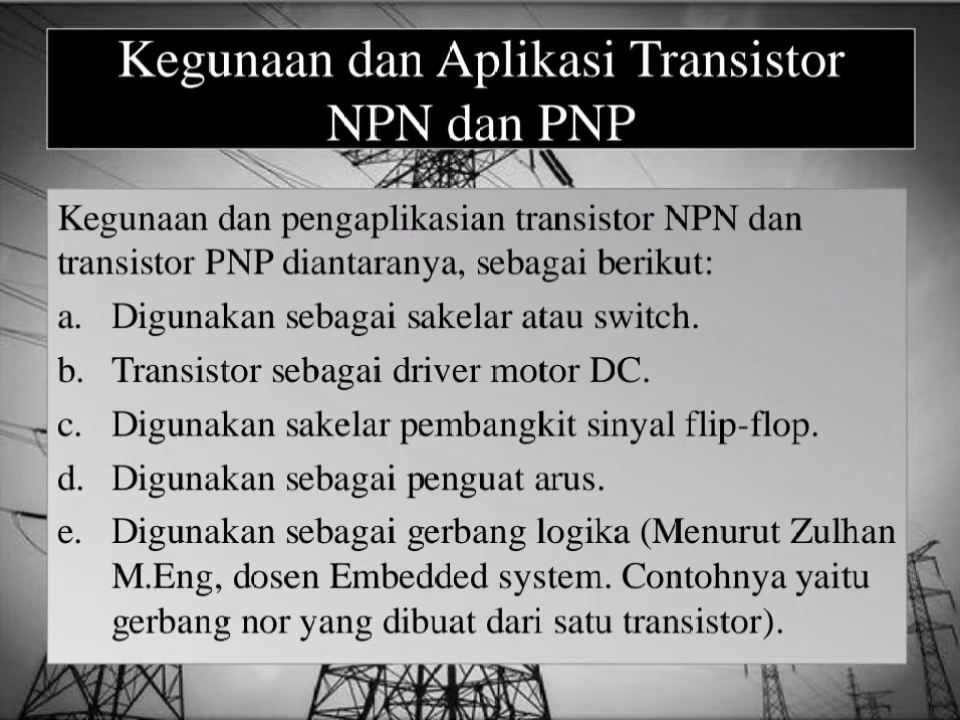 Kegunaan dan Aplikasi Transistor
NPN dan PNP
Kegunaan dan pengaplikasian transistor NPN dan
transistor PNP diantaranya, sebagai berikut:
a. Digunakan sebagai sakelar atau switch.
b. Transistor sebagai driver motor DC.
c. Digunakan sakelar pembangkit sinyal flip-flop.
d. Digunakan sebagai penguat arus.
e. Digunakan sebagai gerbang logika (Menurut Zulhan
M.Eng, dosen Embedded system. Contohnya yaitu
gerbang nor yang dibuat dari satu transistor).